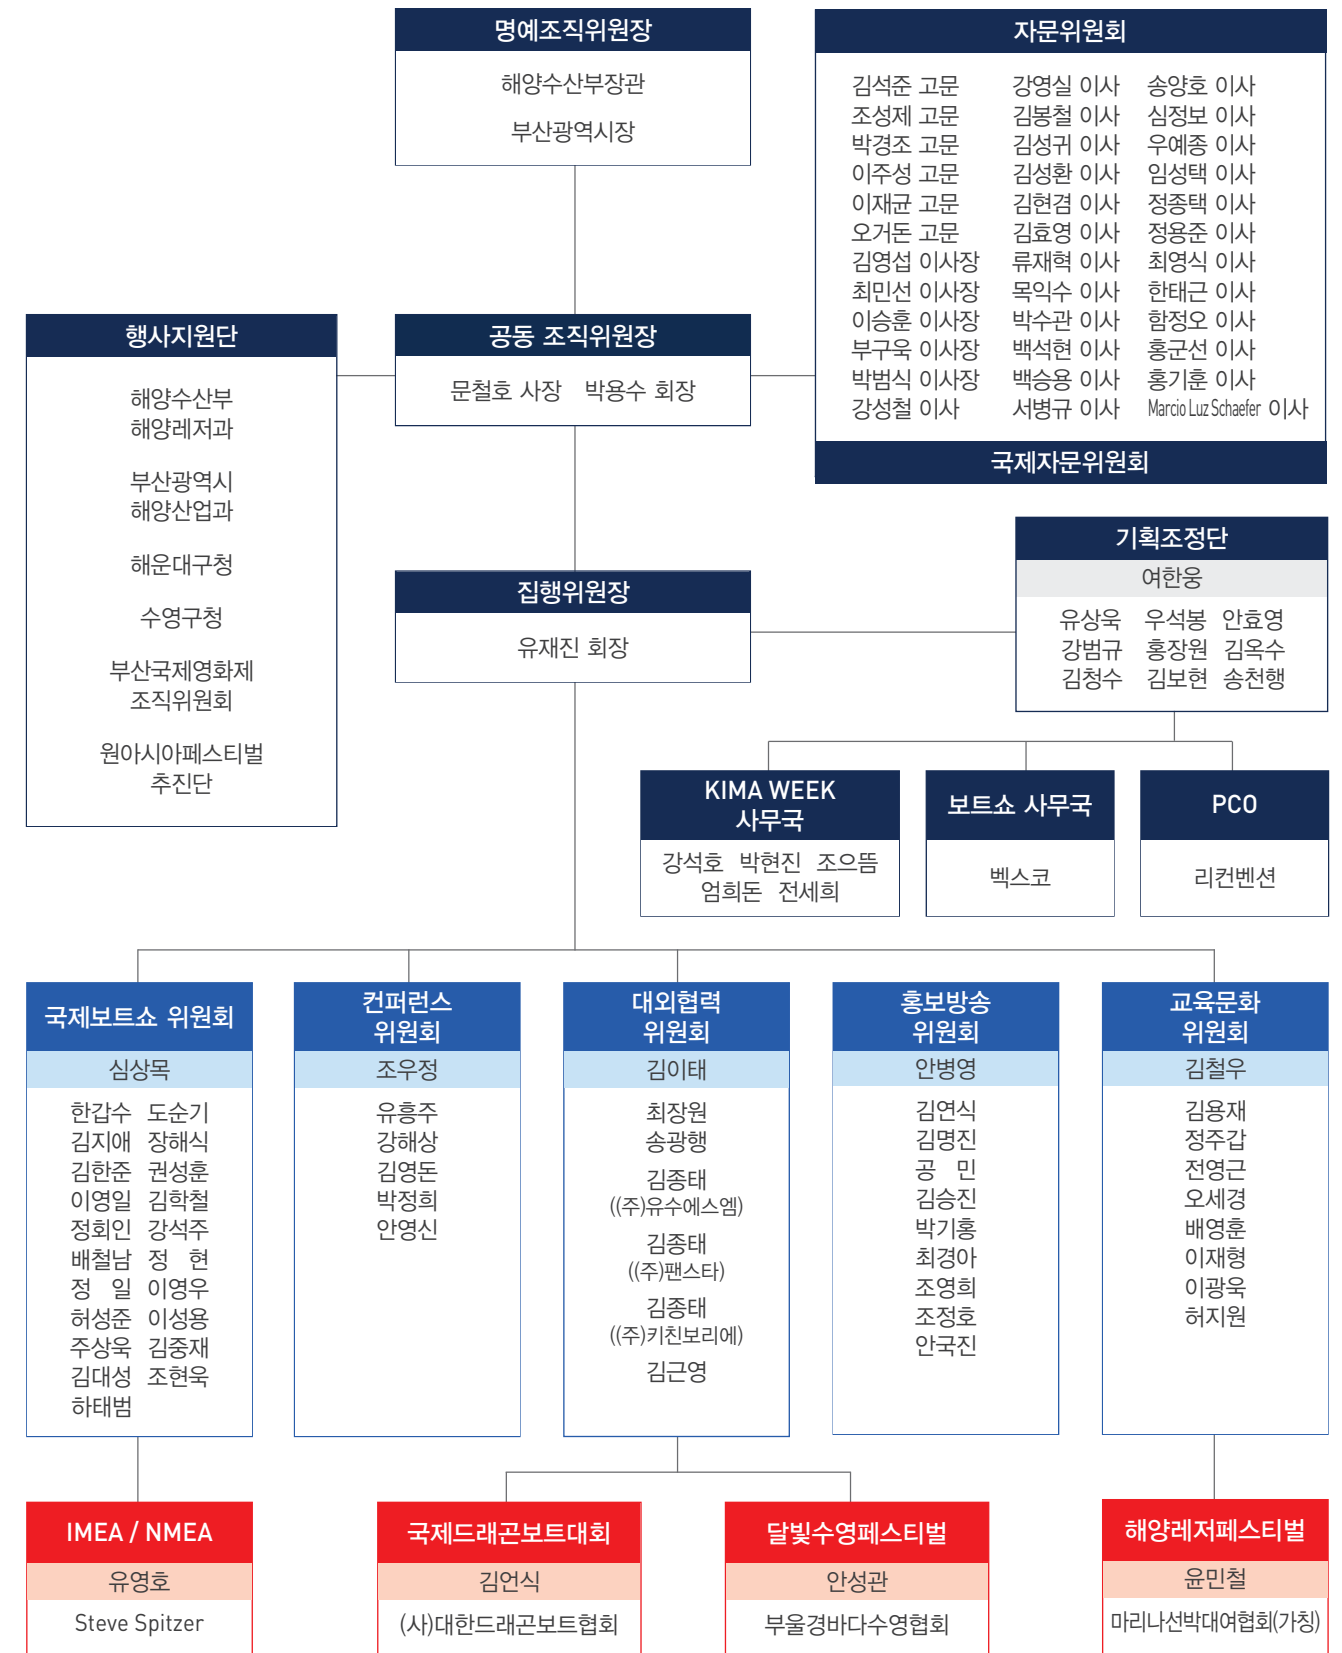 명예조직위원장
해양수산부장관
부산광역시장
자문위원회
김석준 고문 강영실 이사 송양호 이사
조성제 고문 김봉철 이사 심정보 이사
박경조 고문 김성귀 이사 우예종 이사
이주성 고문 김성환 이사 임성택 이사
이재균 고문 김현겸 이사 정종택 이사
오거돈 고문 김효영 이사 정용준 이사
김영섭 이사장 류재혁 이사 최영식 이사
최민선 이사장 목익수 이사 한태근 이사
이승훈 이사장 박수관 이사 함정오 이사
부구욱 이사장 백석현 이사 홍군선 이사
박범식 이사장 백승용 이사 홍기훈 이사
강성철 이사 서병규 이사 Marcio Luz Schaefer 이사
국제자문위원회
행사지원단
해양수산부
해양레저과
부산광역시
해양산업과
해운대구청
수영구청
부산국제영화제
조직위원회
원아시아페스티벌
추진단
공동 조직위원장
문철호 사장 박용수 회장
집행위원장
유재진 회장
기획조정단
여한웅
유상욱 우석봉 안효영
강범규 홍장원 김옥수
김청수 김보현 송천행
KIMA WEEK
사무국
강석호 박현진 조으뜸
엄희돈 전세희
보트쇼 사무국
벡스코
PCO
리컨벤션
국제보트쇼 위원회
심상목
한갑수 도순기
김지애 장해식
김한준 권성훈
이영일 김학철
정회인 강석주
배철남 정 현
정 일 이영우
허성준 이성용
주상욱 김중재
김대성 조현욱
하태범
컨퍼런스
위원회
조우정
유흥주
강해상
김영돈
박정희
안영신
대외협력
위원회
김이태
최장원
송광행
김종태
((주)유수에스엠)
김종태
((주)팬스타)
김종태
((주)키친보리에)
김근영
홍보방송
위원회
안병영
김연식
김명진
공 민
김승진
박기홍
최경아
조영희
조정호
안국진
교육문화
위원회
김철우
김용재
정주갑
전영근
오세경
배영훈
이재형
이광욱
허지원
IMEA / NMEA
유영호
Steve Spitzer
국제드래곤보트대회
김언식
(사)대한드래곤보트협회
달빛수영페스티벌
안성관
부울경바다수영협회
해양레저페스티벌
윤민철
마리나선박대여협회(가칭)